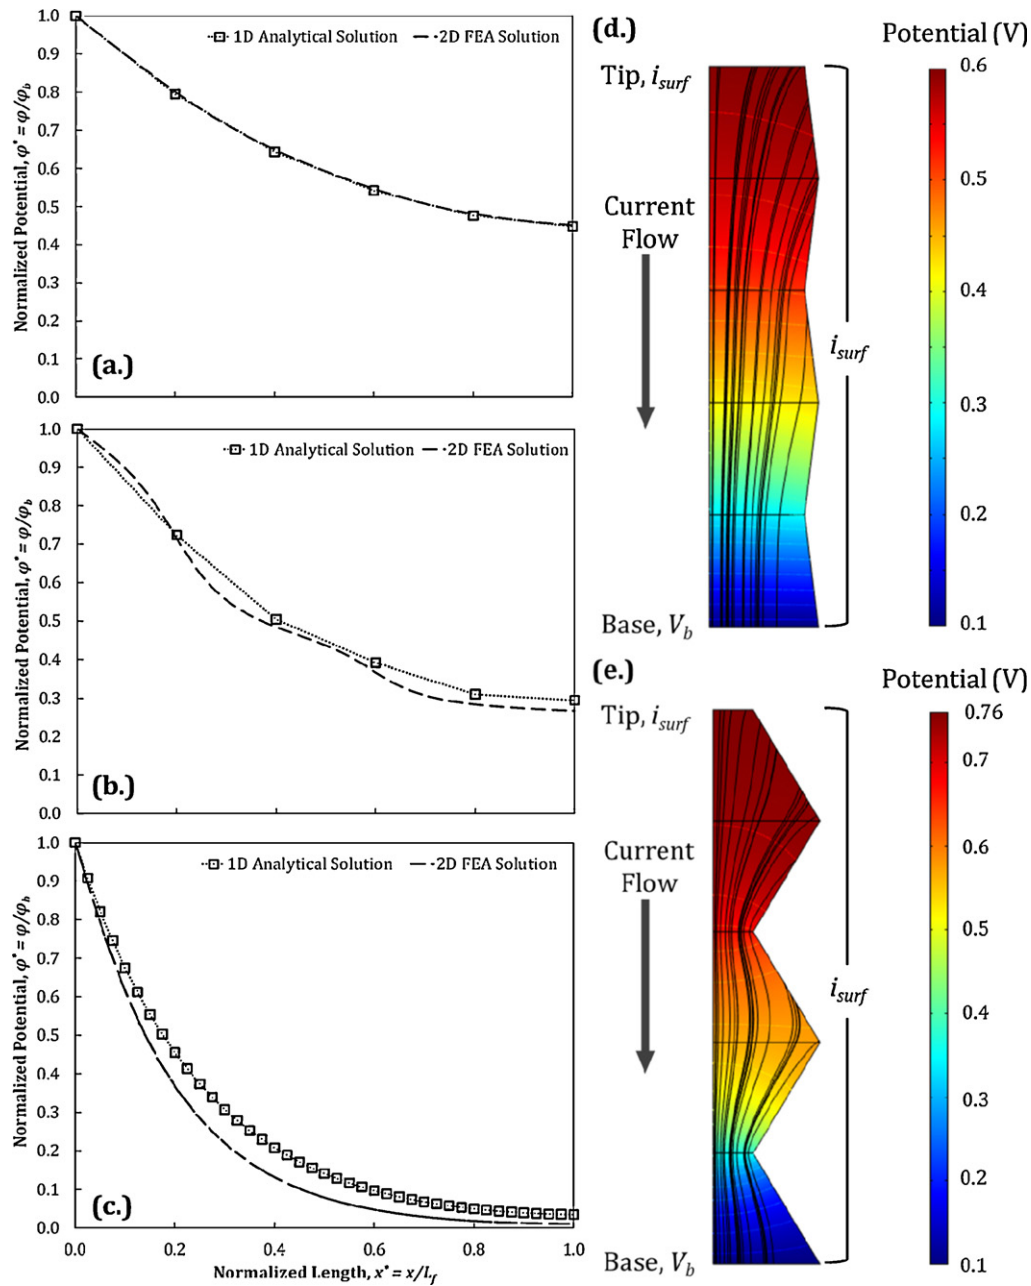 1.0
0.9
0.8
0.7
0.6
0.5
0.4
0.3
0.2
0.1
0.0
Normalized Potential, φ* = φ/φb
1D Analytical Solution
2D FEA Solution
(a.)
1.0
0.9
0.8
0.7
0.6
0.5
0.4
0.3
0.2
0.1
0.0
Normalized Potential, φ* = φ/φb
1D Analytical Solution
2D FEA Solution
(b.)
1.0
0.9
0.8
0.7
0.6
0.5
0.4
0.3
0.2
0.1
0.0
Normalized Potential, φ* = φ/φb
1D Analytical Solution
2D FEA Solution
(c.)
0.0
0.2
0.4
0.6
0.8
1.0
Normalized Length, x* = x/Lf
(d.)
Potential (V)
Tip, isurf
Current
Flow
isurf
Base, Vb
0.6
0.5
0.4
0.3
0.2
0.1
(e.)
Potential (V)
Tip, isurf
Current
Flow
isurf
Base, Vb
0.76
0.7
0.6
0.5
0.4
0.3
0.2
0.1